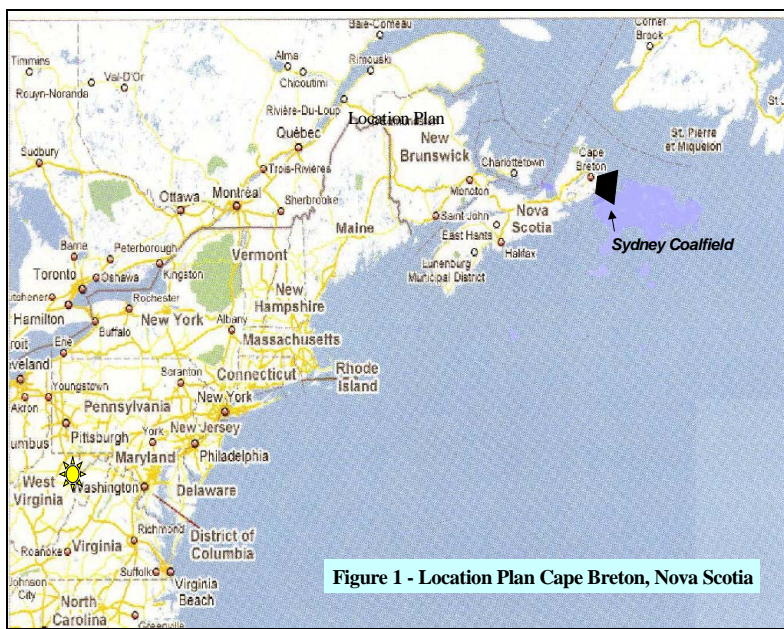 Baie-Comeau
Corner
Brook
Timmins
Val-D'Or
Rouyn-Noranda
Alma
Chicoutimi
Rimouski
Rivière-Du-Loup
Location Plan
Québec
New
Brunswick
Charlottetown
Cape
Breton
St. Pierre
et Miquelon
Sudbury
Trois-Rivières
Ottawa
Montréal
Sherbrooke
Moncton
Saint John
Nova
Scotia
Maine
East Hants
Halifax
Sydney Coalfield
Lunenburg
Municipal District
Barrie
Peterborough
Kingston
Vermont
Toronto
Oshawa
Rochester
New
Hampshire
Hamilton
Buffalo
New York
Albany
Massachusetts
Erie
Scranton
Connecticut
Rhode
Island
Youngstown
Akron
Pennsylvania
New York
Pittsburgh
York
New Jersey
Maryland
Philadelphia
West
Virginia
Washington
Delaware
Richmond
District of
Columbia
Roanoke
Virginia
Suffolk
Virginia
Beach
Johnson
City
North
Carolina
Greenville
Figure 1 - Location Plan Cape Breton, Nova Scotia